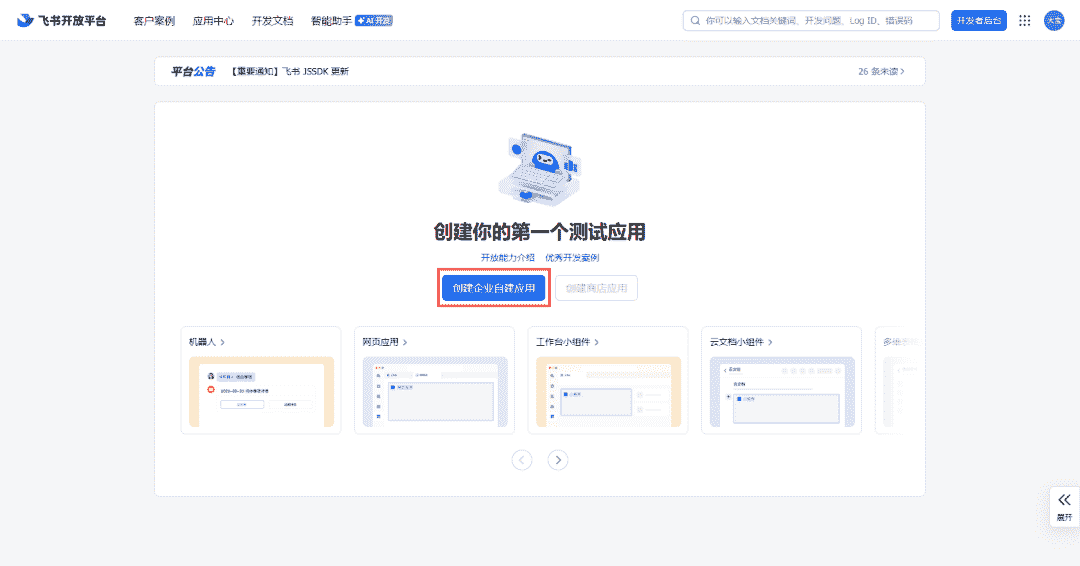 飞书开放平台 客户案例 应用中心 开发文档 智能助手 AI 开发 你可以输入文档关键词、开发问题、Log ID、错误码 开发者后台
平台公告 【重要通知】飞书 JSSDK 更新 26 条未读
创建你的第一个测试应用
开放能力介绍 优秀开发案例
创建企业自建应用 创建商店应用
机器人 网页应用 工作台小组件 云文档小组件
展开